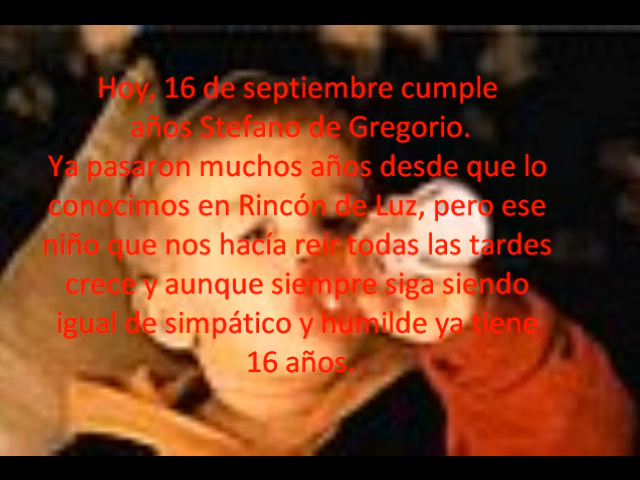 Hoy, 16 de septiembre cumple
años Stefano de Gregorio.
Ya pasaron muchos años desde que lo
conocimos en Rincón de Luz, pero ese
niño que nos hacía reír todas las tardes
crece y aunque siempre siga siendo
igual de simpático y humilde ya tiene
16 años.